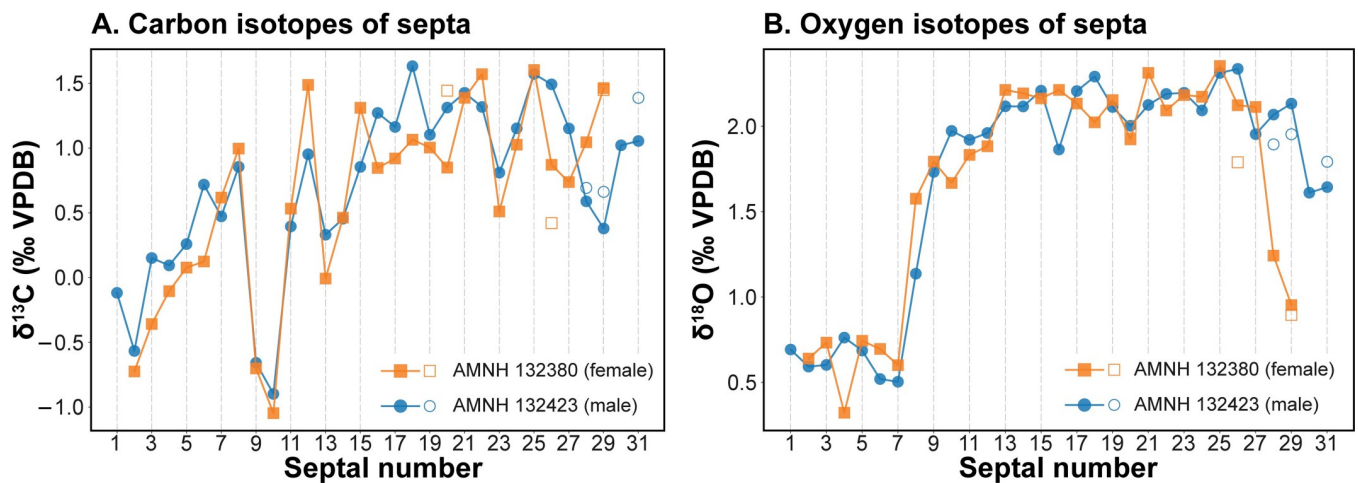 A. Carbon isotopes of septa
δ¹³C (‰ VPDB)
1.5
1.0
0.5
0.0
−0.5
−1.0
AMNH 132380 (female)
AMNH 132423 (male)
1 3 5 7 9 11 13 15 17 19 21 23 25 27 29 31
Septal number
B. Oxygen isotopes of septa
δ¹⁸O (‰ VPDB)
2.0
1.5
1.0
0.5
AMNH 132380 (female)
AMNH 132423 (male)
1 3 5 7 9 11 13 15 17 19 21 23 25 27 29 31
Septal number